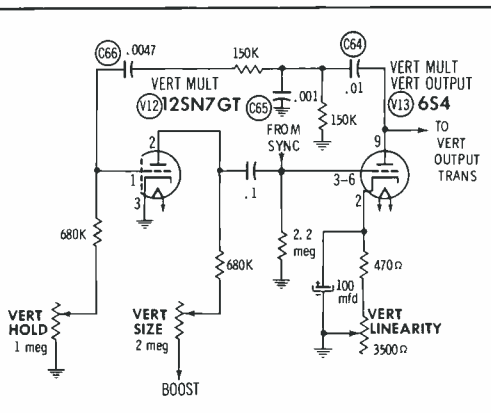 C66 .0047
150K
C64
.01
VERT MULT
VERT OUTPUT
V13 6S4
VERT MULT
V12 12SN7GT
C65 .001
150K
FROM
SYNC
9
TO
VERT
OUTPUT
TRANS
2
1
3
.1
3-6
2
680K
680K
2.2
meg
470Ω
100
mfd
VERT
HOLD
1 meg
VERT
SIZE
2 meg
VERT
LINEARITY
3500Ω
BOOST